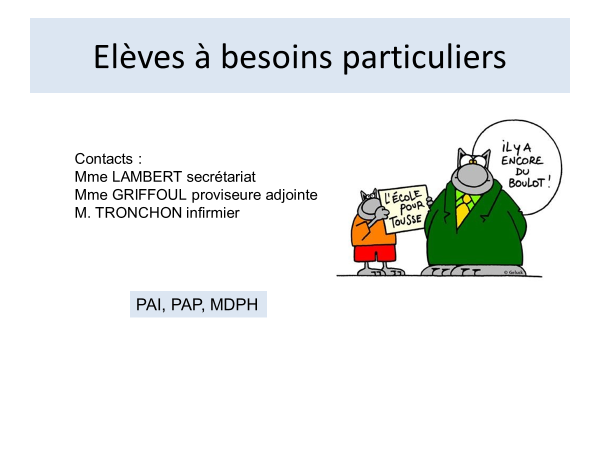 Elèves à besoins particuliers
Contacts :
Mme LAMBERT secrétariat
Mme GRIFFOUL proviseure adjointe
M. TRONCHON infirmier
iL Y A
ENCORE
DU
BOULOT !
L'ÉCOLE
POUR
TOUSSE
© Geluck
PAI, PAP, MDPH